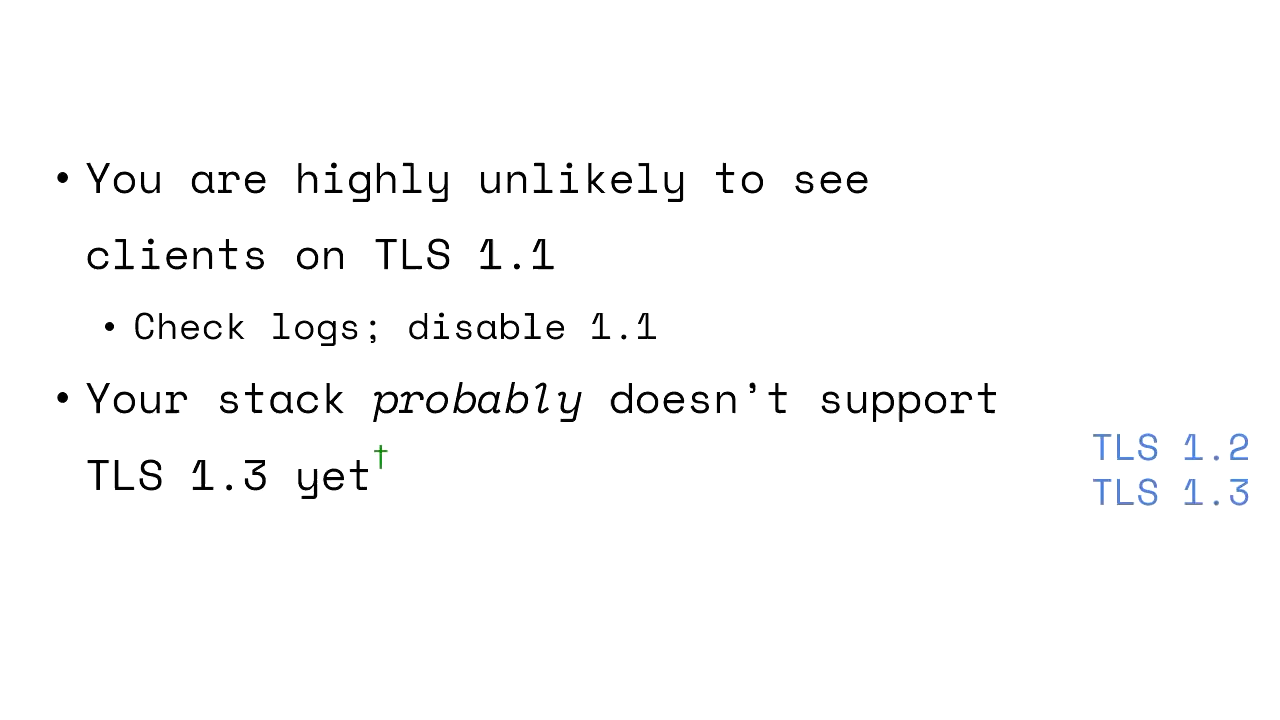 • You are highly unlikely to see
clients on TLS 1.1
• Check logs; disable 1.1
• Your stack probably doesn’t support
TLS 1.3 yet†
TLS 1.2
TLS 1.3